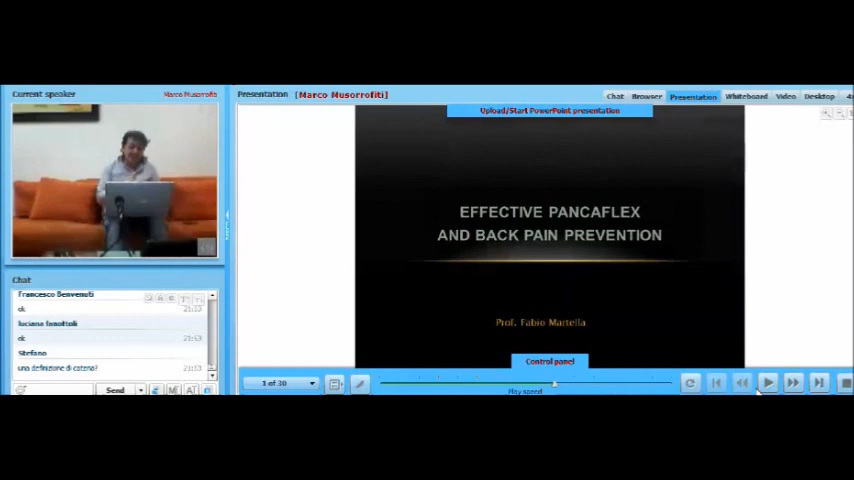 Current speaker
Marco Musorrofiti
Presentation
[Marco Musorrofiti]
Chat
Browser
Presentation
Whiteboard
Video
Desktop
Upload/Start PowerPoint presentation
EFFECTIVE PANCAFLEX
AND BACK PAIN PREVENTION
Prof. Fabio Martella
Control panel
Chat
Francesco Benvenuti
ok
luciana
ok
Stefano
una definizione di catena?
Send
1 of 30
Play speed